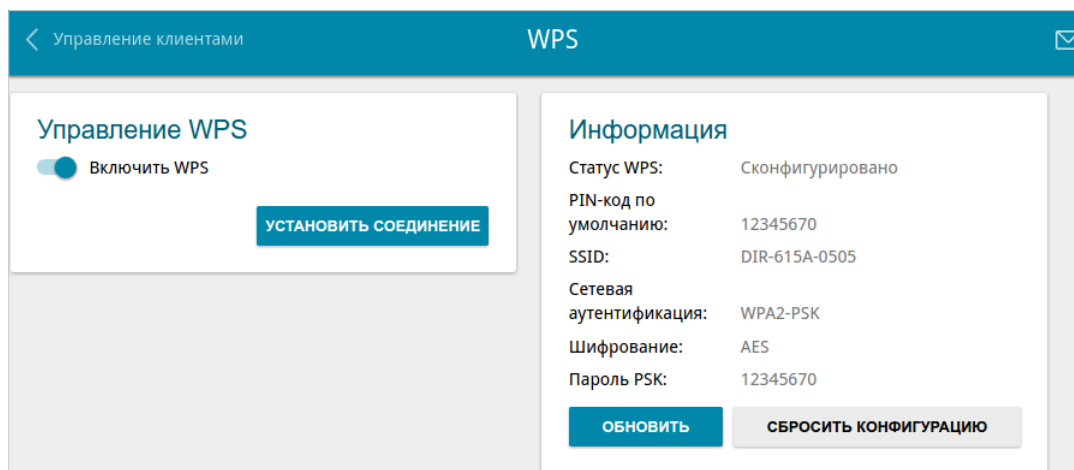 Управление клиентами
WPS
Управление WPS
Включить WPS
УСТАНОВИТЬ СОЕДИНЕНИЕ
Информация
Статус WPS: Сконфигурировано
PIN-код по
умолчанию: 12345670
SSID: DIR-615A-0505
Сетевая
аутентификация: WPA2-PSK
Шифрование: AES
Пароль PSK: 12345670
ОБНОВИТЬ СБРОСИТЬ КОНФИГУРАЦИЮ